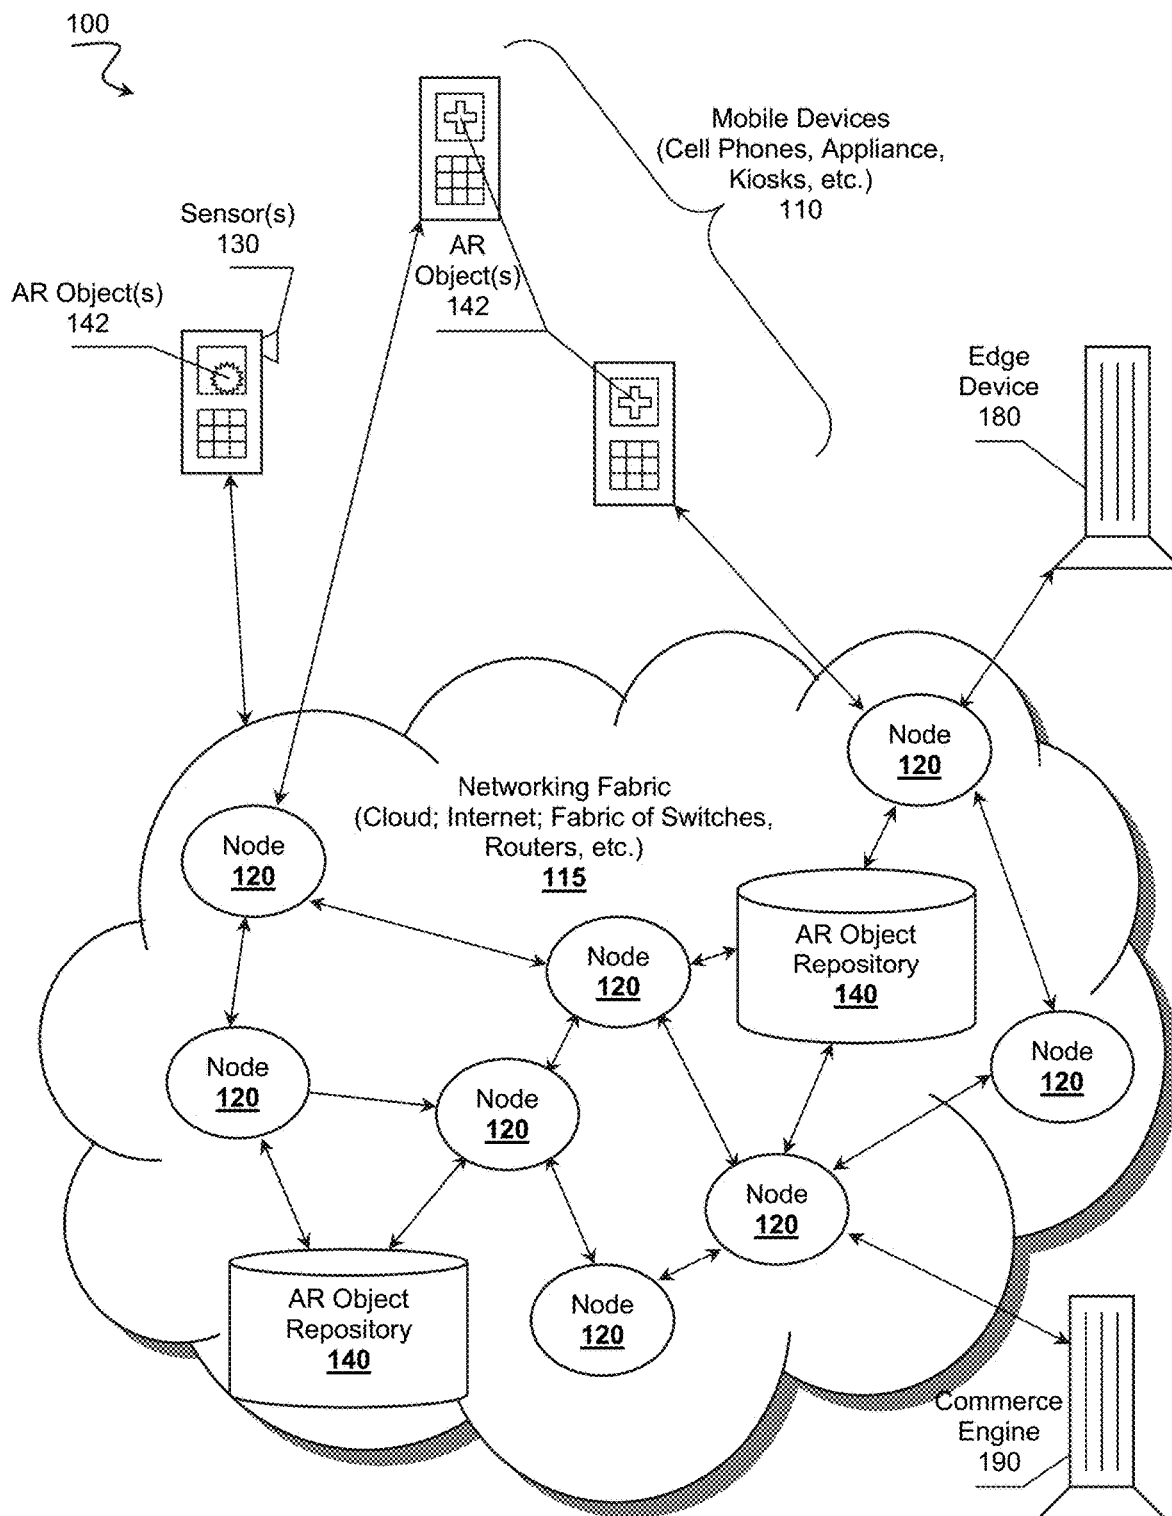 100
Mobile Devices
(Cell Phones, Appliance,
Kiosks, etc.)
110
Sensor(s)
130
AR Object(s)
142
AR
Object(s)
142
Edge
Device
180
Node
120
Networking Fabric
(Cloud; Internet; Fabric of Switches,
Routers, etc.)
115
Node
120
AR Object
Repository
140
Node
120
Node
120
Node
120
Node
120
Node
120
AR Object
Repository
140
Node
120
Commerce
Engine
190